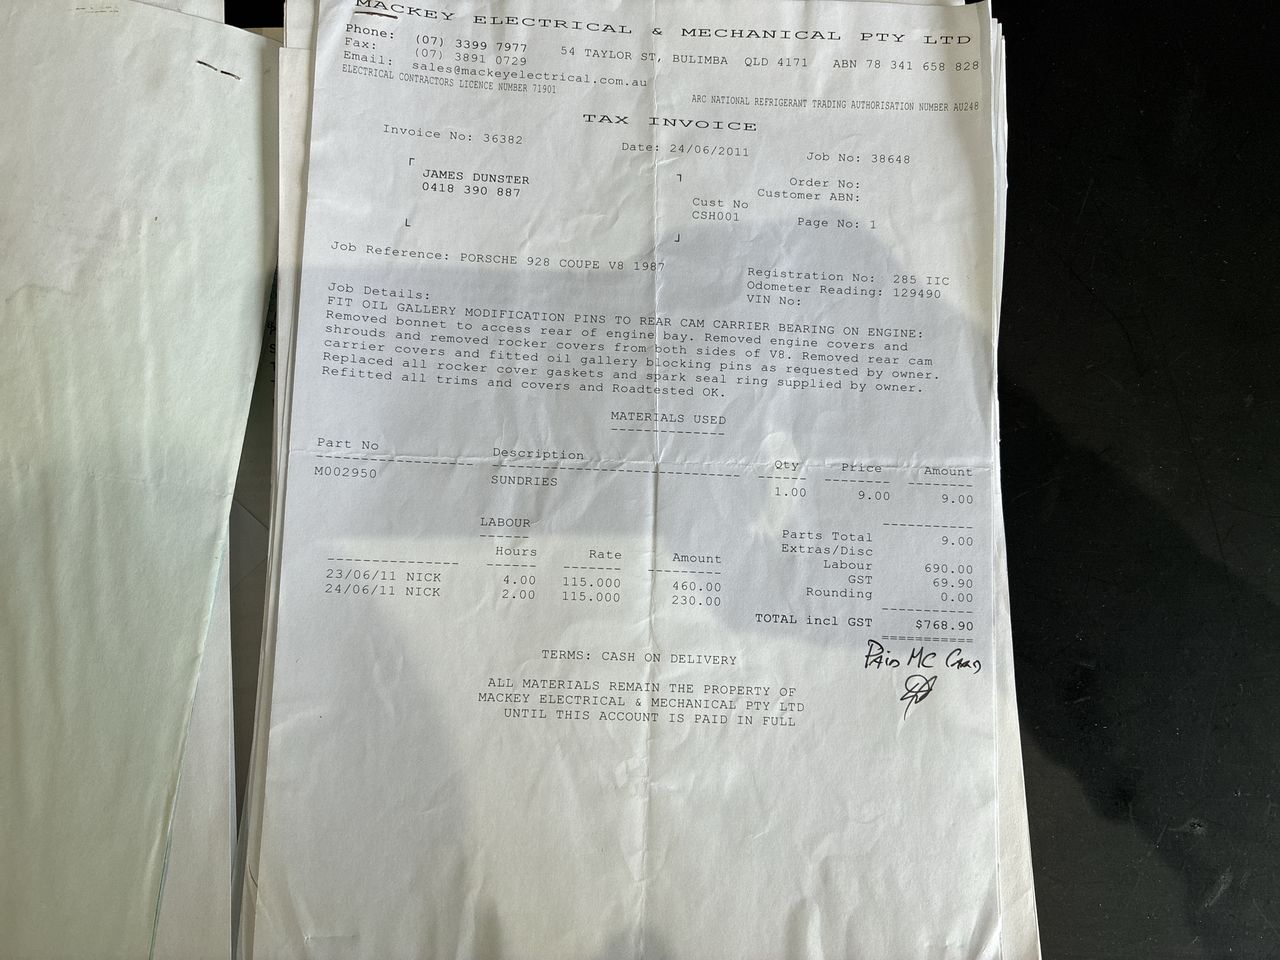 MACKEY ELECTRICAL & MECHANICAL PTY LTD
Phone: (07) 3399 7977 54 TAYLOR ST, BULIMBA QLD 4171 ABN 78 341 658 828
Fax: (07) 3891 0729
Email: sales@mackeyelectrical.com.au
ELECTRICAL CONTRACTORS LICENCE NUMBER 71901
ARC NATIONAL REFRIGERANT TRADING AUTHORISATION NUMBER AU248
TAX INVOICE
Invoice No: 36382 Date: 24/06/2011 Job No: 38648
JAMES DUNSTER Order No:
0418 390 887 Customer ABN:
Cust No
CSH001 Page No: 1
Job Reference: PORSCHE 928 COUPE V8 1987
Registration No: 285 IIC
Odometer Reading: 129490
VIN No:
Job Details:
FIT OIL GALLERY MODIFICATION PINS TO REAR CAM CARRIER BEARING ON ENGINE:
Removed bonnet to access rear of engine bay. Removed engine covers and
shrouds and removed rocker covers from both sides of V8. Removed rear cam
carrier covers and fitted oil gallery blocking pins as requested by owner.
Replaced all rocker cover gaskets and spark seal ring supplied by owner.
Refitted all trims and covers and Roadtested OK.
MATERIALS USED
Part No Description Qty Price Amount
M002950 SUNDRIES 1.00 9.00 9.00
LABOUR
Hours Rate Amount
23/06/11 NICK 4.00 115.000 460.00
24/06/11 NICK 2.00 115.000 230.00
Parts Total 9.00
Extras/Disc
Labour 690.00
GST 69.90
Rounding 0.00
TOTAL incl GST $768.90
TERMS: CASH ON DELIVERY
Paid MC Card
ALL MATERIALS REMAIN THE PROPERTY OF
MACKEY ELECTRICAL & MECHANICAL PTY LTD
UNTIL THIS ACCOUNT IS PAID IN FULL